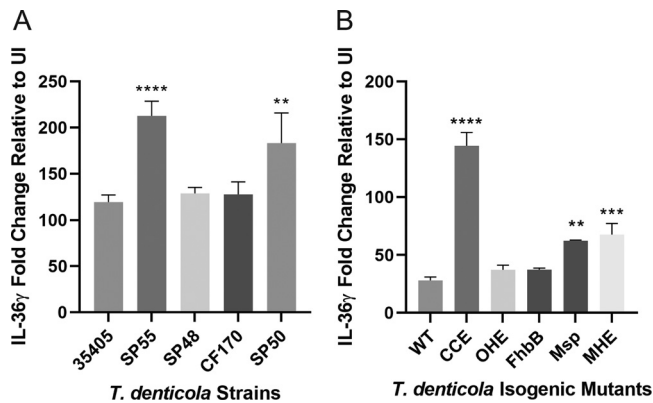 A
IL-36γ Fold Change Relative to UI
250
200
150
100
50
0
****
**
35405
SP55
SP48
CF170
SP50
T. denticola Strains
B
IL-36γ Fold Change Relative to UI
200
150
100
50
0
****
**
***
WT
CCE
OHE
FhbB
Msp
MHE
T. denticola Isogenic Mutants